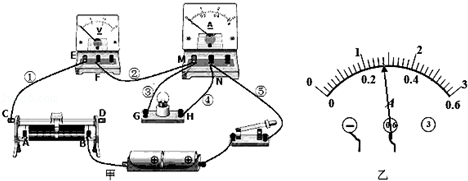 V
A
E
F
M
N
①
②
③
④
⑤
C
D
A
B
G
H
甲
0 1 2 3
0 0.2 0.4 0.6
A
− 0.6 3
乙